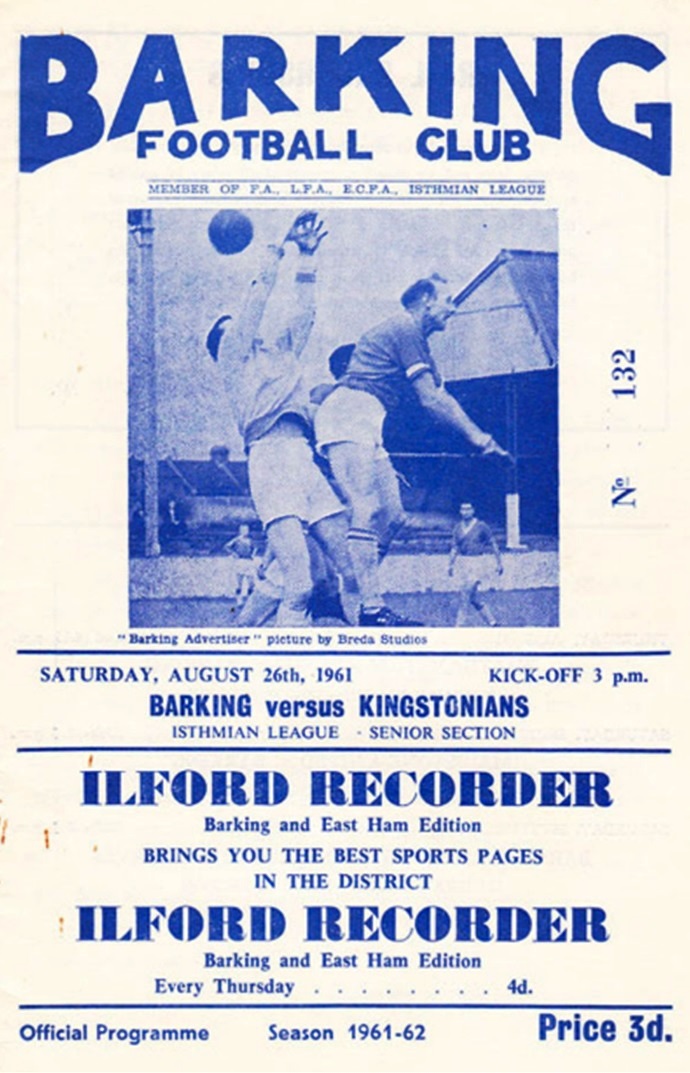 BARKING
FOOTBALL CLUB
MEMBER OF F.A., L.F.A., E.C.F.A., ISTHMIAN LEAGUE
Nº 132
"Barking Advertiser" picture by Breda Studios
SATURDAY, AUGUST 26th, 1961 KICK-OFF 3 p.m.
BARKING versus KINGSTONIANS
ISTHMIAN LEAGUE - SENIOR SECTION
ILFORD RECORDER
Barking and East Ham Edition
BRINGS YOU THE BEST SPORTS PAGES
IN THE DISTRICT
ILFORD RECORDER
Barking and East Ham Edition
Every Thursday . . . . . . . . 4d.
Official Programme Season 1961-62 Price 3d.